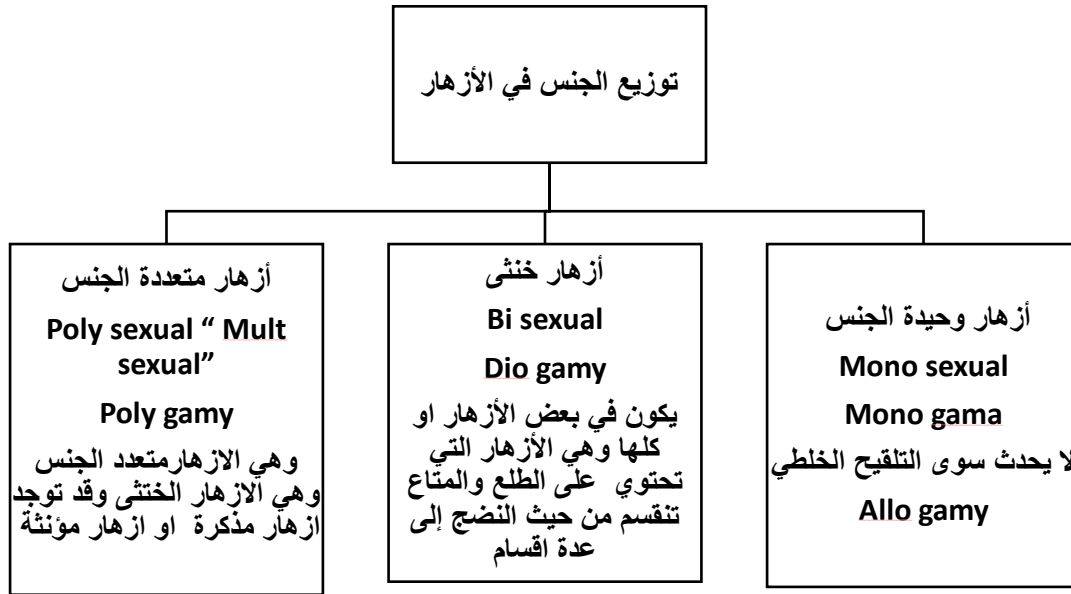 توزيع الجنس في الأزهار
أزهار وحيدة الجنس
Mono sexual
Mono gama
لا يحدث سوى التلقيح الخلطي
Allo gamy
أزهار خنثى
Bi sexual
Dio gamy
يكون في بعض الأزهار او
كلها وهي الأزهار التي
تحتوي على الطلع والمتاع
تنقسم من حيث النضج إلى
عدة اقسام
أزهار متعددة الجنس
Poly sexual “ Mult
sexual”
Poly gamy
وهي الازهارمتعدد الجنس
وهي الازهار الختثى وقد توجد
ازهار مذكرة او ازهار مؤنثة